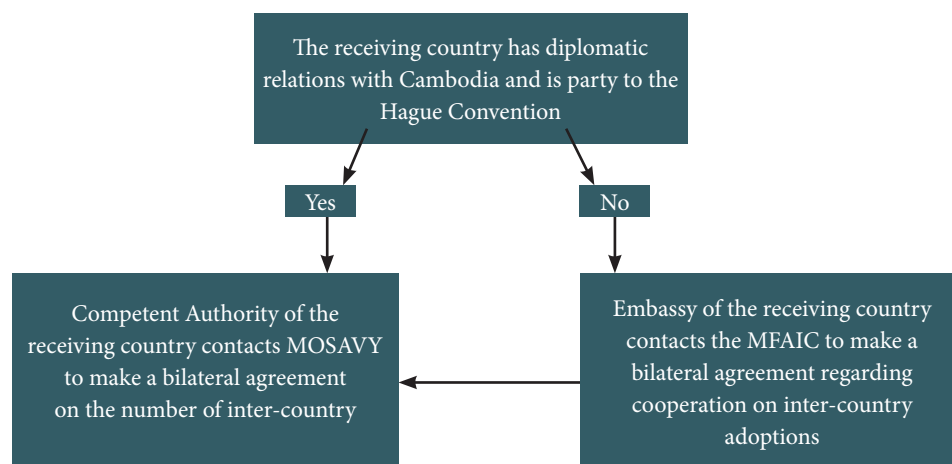 The receiving country has diplomatic
relations with Cambodia and is party to the
Hague Convention
Yes
No
Competent Authority of the
receiving country contacts MOSAVY
to make a bilateral agreement
on the number of inter-country
Embassy of the receiving country
contacts the MFAIC to make a
bilateral agreement regarding
cooperation on inter-country
adoptions